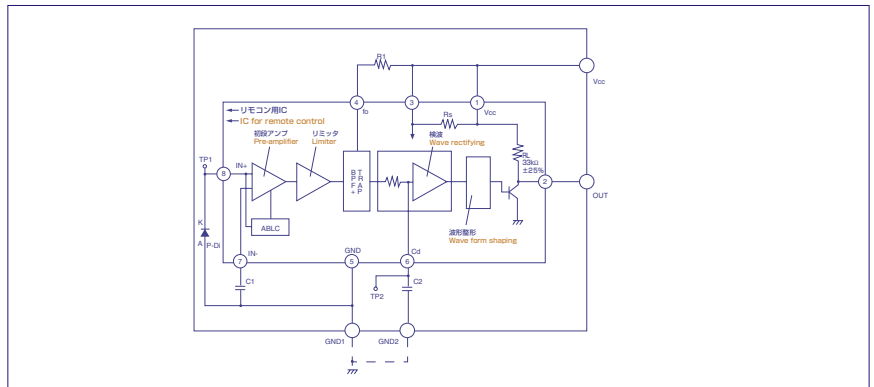 R1
Vcc
4
3
1
Io
Vcc
←リモコン用IC
←IC for remote control
Rs
初段アンプ
Pre-amplifier
リミッタ
Limiter
検波
Wave rectifying
RL
33kΩ
±25%
TP1
8
IN+
BPF+
TRAP
2
OUT
ABLC
波形整形
Wave form shaping
K
A
P-Di
IN-
GND
Cd
7
5
6
C1
C2
TP2
GND1
GND2